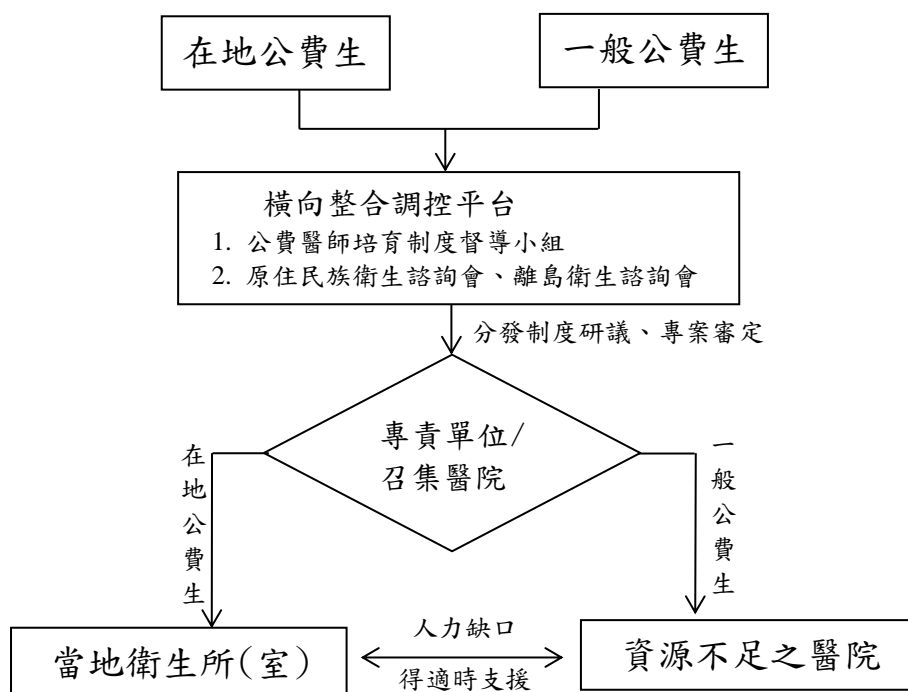 在地公費生
一般公費生
橫向整合調控平台
1. 公費醫師培育制度督導小組
2. 原住民族衛生諮詢會、離島衛生諮詢會
分發制度研議、專案審定
專責單位/
召集醫院
在地公費生
一般公費生
當地衛生所(室)
人力缺口
得適時支援
資源不足之醫院